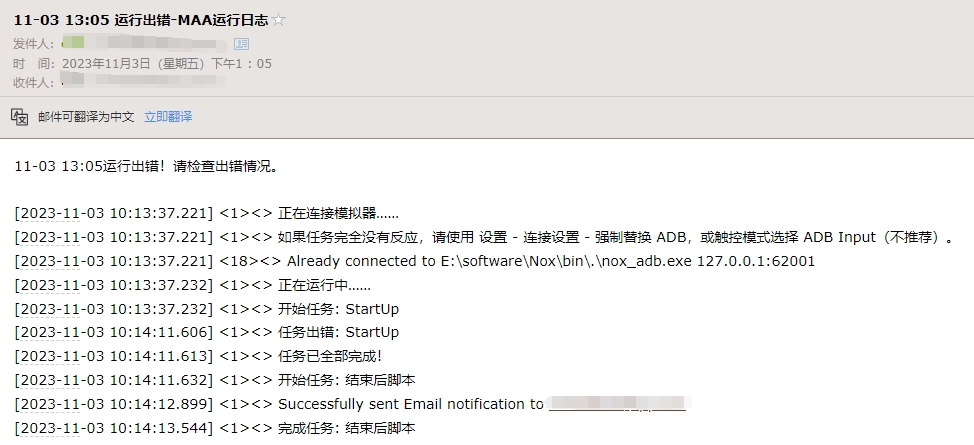 11-03 13:05 运行出错-MAA运行日志
发件人：
时 间：2023年11月3日（星期五）下午1：05
收件人：
邮件可翻译为中文 立即翻译
11-03 13:05运行出错！请检查出错情况。
[2023-11-03 10:13:37.221] <1><> 正在连接模拟器……
[2023-11-03 10:13:37.221] <1><> 如果任务完全没有反应，请使用 设置 - 连接设置 - 强制替换 ADB，或触控模式选择 ADB Input（不推荐）。
[2023-11-03 10:13:37.221] <18><> Already connected to E:\software\Nox\bin\.\nox_adb.exe 127.0.0.1:62001
[2023-11-03 10:13:37.232] <1><> 正在运行中……
[2023-11-03 10:13:37.232] <1><> 开始任务: StartUp
[2023-11-03 10:14:11.606] <1><> 任务出错: StartUp
[2023-11-03 10:14:11.613] <1><> 任务已全部完成！
[2023-11-03 10:14:11.632] <1><> 开始任务: 结束后脚本
[2023-11-03 10:14:12.899] <1><> Successfully sent Email notification to
[2023-11-03 10:14:13.544] <1><> 完成任务: 结束后脚本